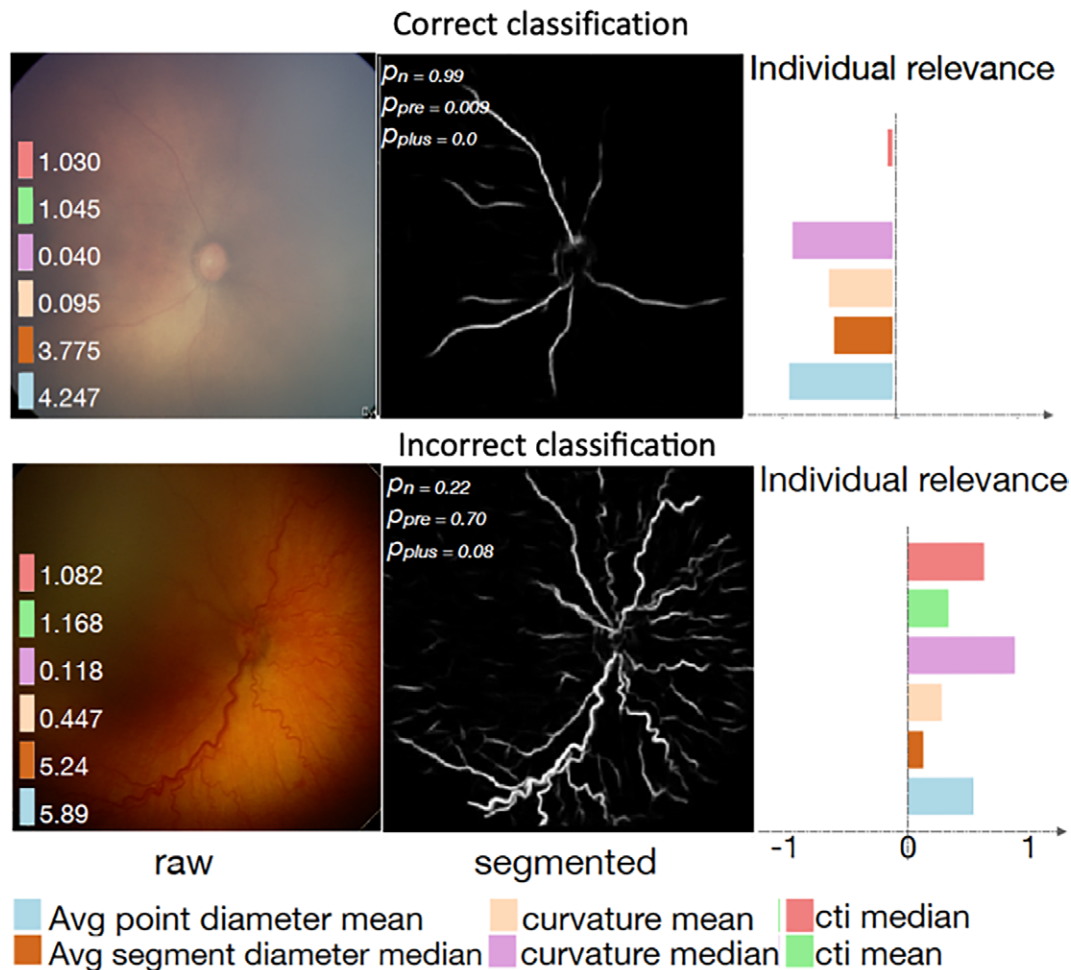 Correct classification
1.030
1.045
0.040
0.095
3.775
4.247
pn = 0.99
ppre = 0.009
pplus = 0.0
Individual relevance
Incorrect classification
1.082
1.168
0.118
0.447
5.24
5.89
pn = 0.22
ppre = 0.70
pplus = 0.08
Individual relevance
-1 0 1
raw segmented
Avg point diameter mean curvature mean cti median
Avg segment diameter median curvature median cti mean